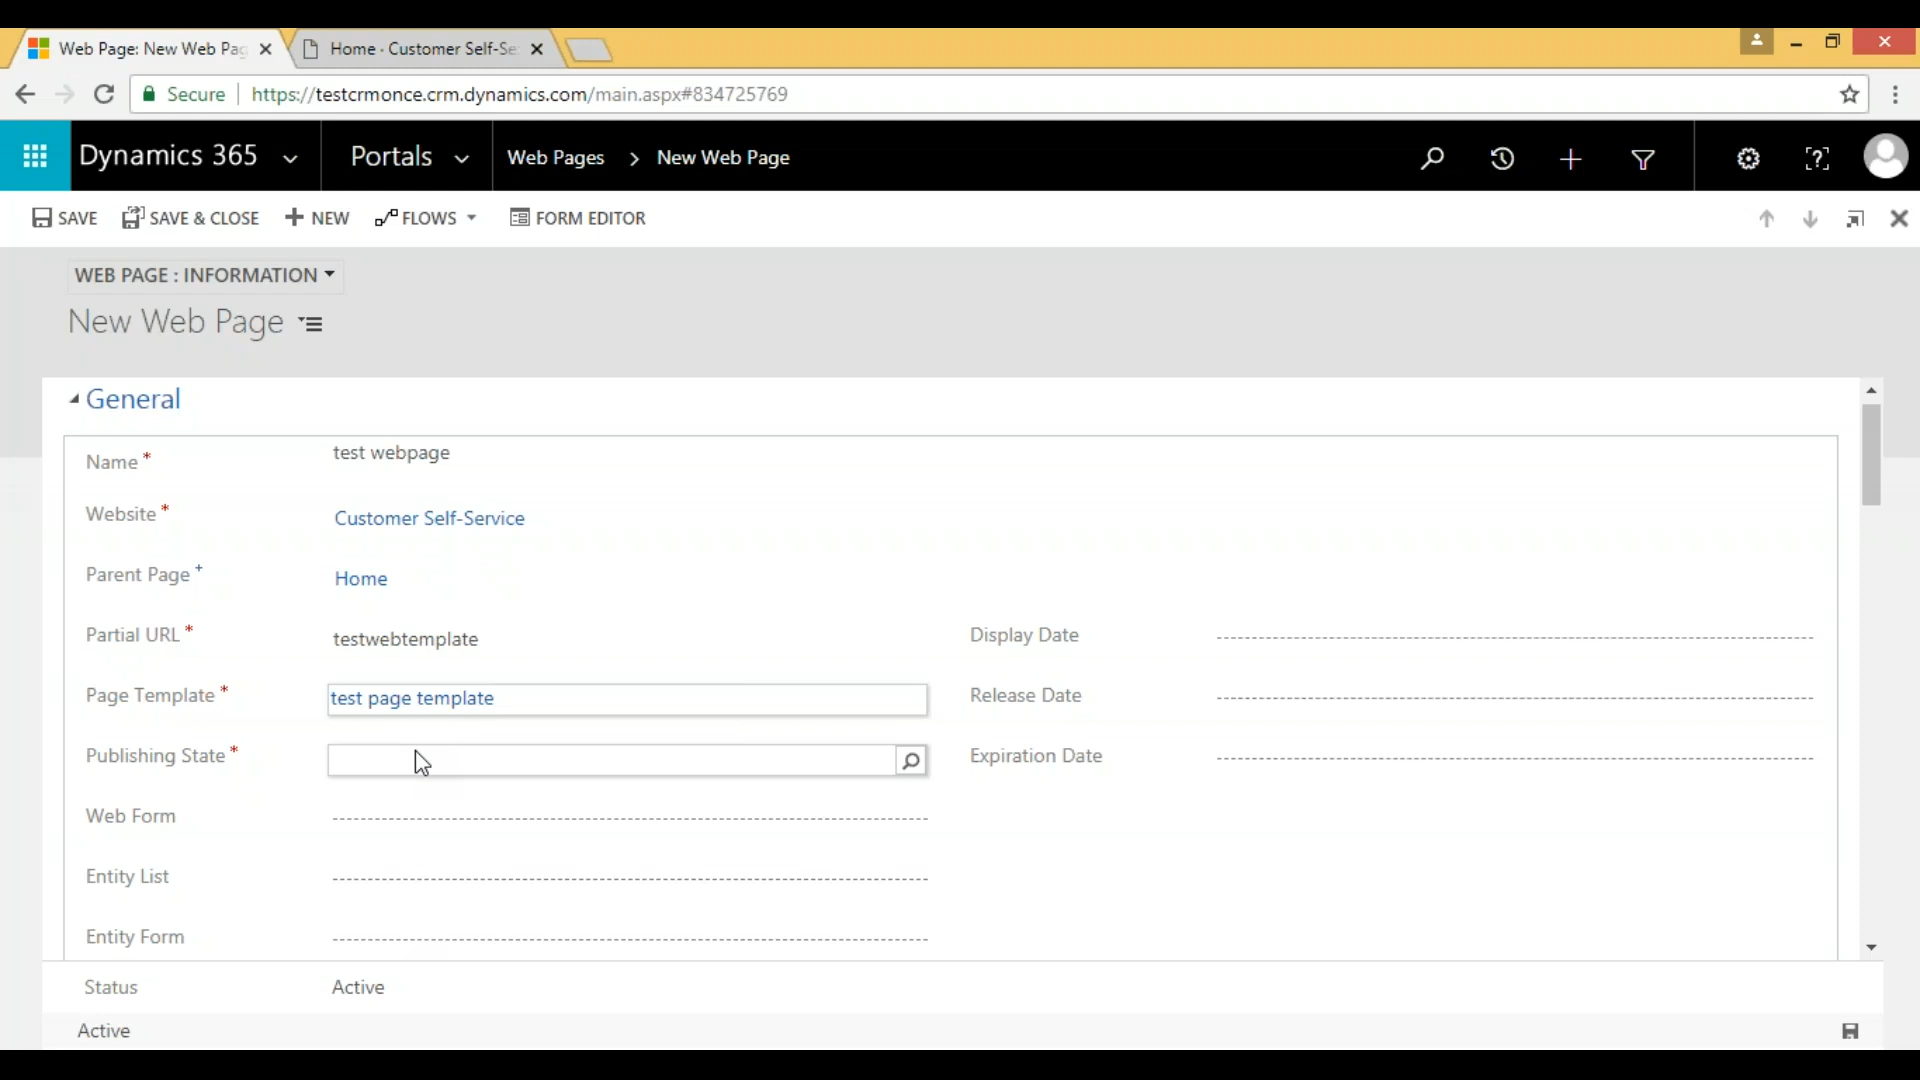 Web Page: New Web Pag
Home · Customer Self-Se
Secure https://testcrmonce.crm.dynamics.com/main.aspx#834725769
Dynamics 365 Portals Web Pages > New Web Page
SAVE SAVE & CLOSE NEW FLOWS FORM EDITOR
WEB PAGE : INFORMATION
New Web Page
General
Name * test webpage
Website * Customer Self-Service
Parent Page + Home
Partial URL * testwebtemplate Display Date
Page Template * test page template Release Date
Publishing State * Expiration Date
Web Form
Entity List
Entity Form
Status Active
Active